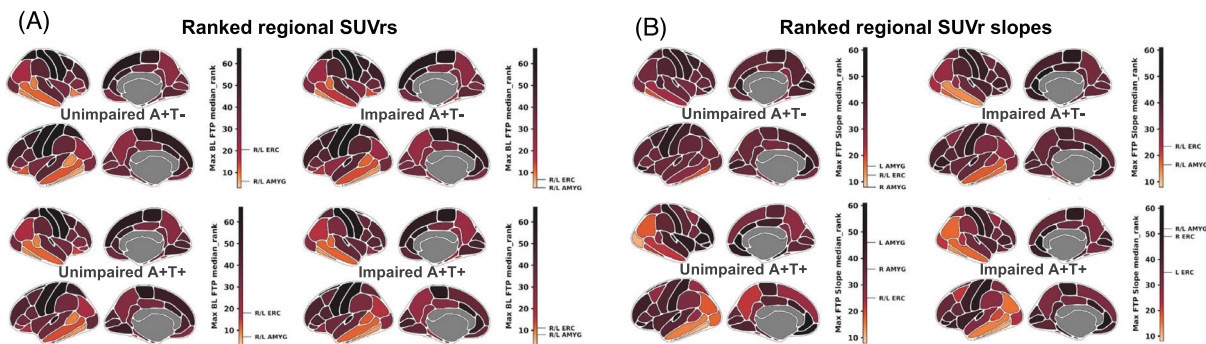 (A)
Ranked regional SUVrs
Unimpaired A+T-
Max BL FTP median_rank
60
50
40
30
20
10
R/L ERC
R/L AMYG
Impaired A+T-
Max BL FTP median_rank
60
50
40
30
20
10
R/L ERC
R/L AMYG
Unimpaired A+T+
Max BL FTP median_rank
60
50
40
30
20
10
R/L ERC
R/L AMYG
Impaired A+T+
Max BL FTP median_rank
60
50
40
30
20
10
R/L ERC
R/L AMYG
(B)
Ranked regional SUVr slopes
Unimpaired A+T-
Max FTP Slope median_rank
60
50
40
30
20
10
L AMYG
R/L ERC
R AMYG
Impaired A+T-
Max FTP Slope median_rank
60
50
40
30
20
10
R/L ERC
R/L AMYG
Unimpaired A+T+
Max FTP Slope median_rank
60
50
40
30
20
10
L AMYG
R AMYG
R/L ERC
Impaired A+T+
Max FTP Slope median_rank
60
50
40
30
20
10
R/L AMYG
R ERC
L ERC